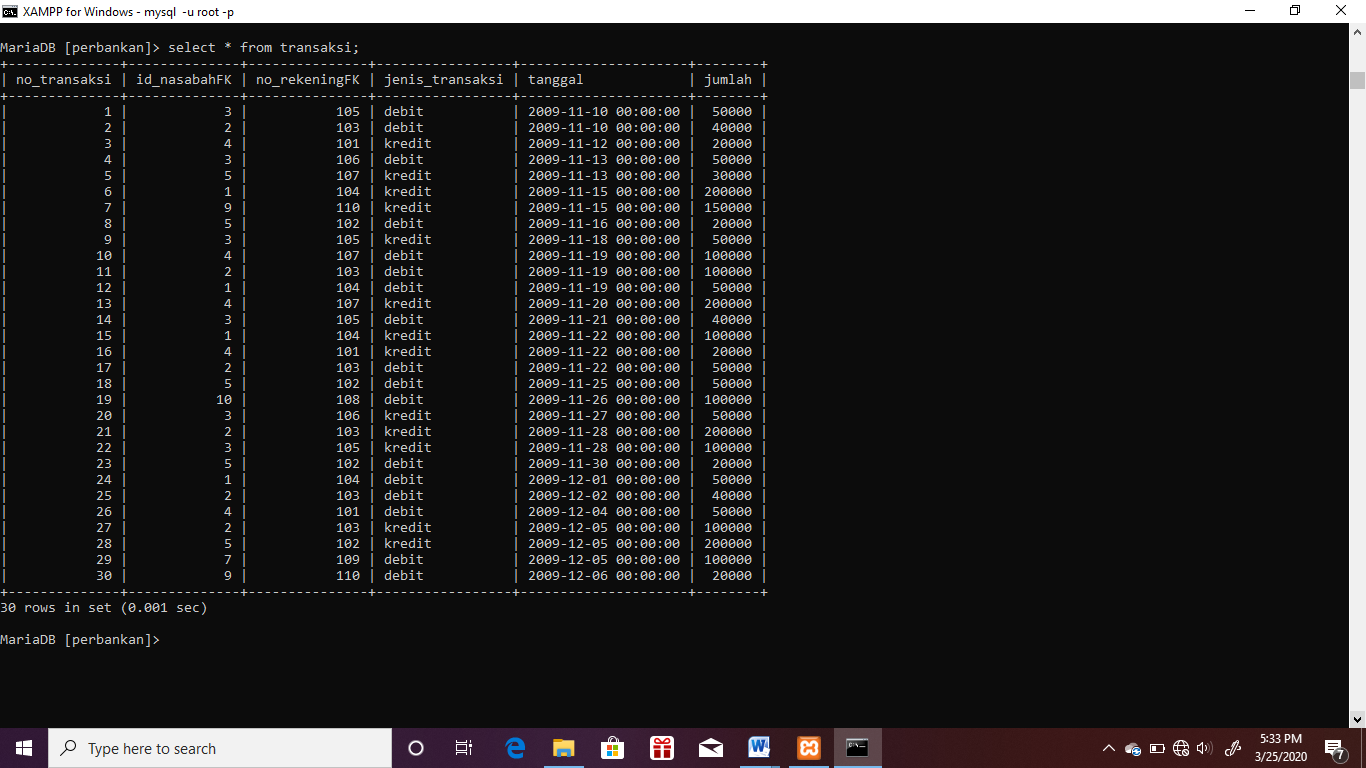 XAMPP for Windows - mysql  -u root -p
MariaDB [perbankan]> select * from transaksi;
+--------------+--------------+---------------+-----------------+---------------------+--------+
| no_transaksi | id_nasabahFK | no_rekeningFK | jenis_transaksi | tanggal             | jumlah |
+--------------+--------------+---------------+-----------------+---------------------+--------+
|            1 |            3 |           105 | debit           | 2009-11-10 00:00:00 |  50000 |
|            2 |            2 |           103 | debit           | 2009-11-10 00:00:00 |  40000 |
|            3 |            4 |           101 | kredit          | 2009-11-12 00:00:00 |  20000 |
|            4 |            3 |           106 | debit           | 2009-11-13 00:00:00 |  50000 |
|            5 |            5 |           107 | kredit          | 2009-11-13 00:00:00 |  30000 |
|            6 |            1 |           104 | kredit          | 2009-11-15 00:00:00 | 200000 |
|            7 |            9 |           110 | kredit          | 2009-11-15 00:00:00 | 150000 |
|            8 |            5 |           102 | debit           | 2009-11-16 00:00:00 |  20000 |
|            9 |            3 |           105 | kredit          | 2009-11-18 00:00:00 |  50000 |
|           10 |            4 |           107 | debit           | 2009-11-19 00:00:00 | 100000 |
|           11 |            2 |           103 | debit           | 2009-11-19 00:00:00 | 100000 |
|           12 |            1 |           104 | debit           | 2009-11-19 00:00:00 |  50000 |
|           13 |            4 |           107 | kredit          | 2009-11-20 00:00:00 | 200000 |
|           14 |            3 |           105 | debit           | 2009-11-21 00:00:00 |  40000 |
|           15 |            1 |           104 | kredit          | 2009-11-22 00:00:00 | 100000 |
|           16 |            4 |           101 | kredit          | 2009-11-22 00:00:00 |  20000 |
|           17 |            2 |           103 | debit           | 2009-11-22 00:00:00 |  50000 |
|           18 |            5 |           102 | debit           | 2009-11-25 00:00:00 |  50000 |
|           19 |           10 |           108 | debit           | 2009-11-26 00:00:00 | 100000 |
|           20 |            3 |           106 | kredit          | 2009-11-27 00:00:00 |  50000 |
|           21 |            2 |           103 | kredit          | 2009-11-28 00:00:00 | 200000 |
|           22 |            3 |           105 | kredit          | 2009-11-28 00:00:00 | 100000 |
|           23 |            5 |           102 | debit           | 2009-11-30 00:00:00 |  20000 |
|           24 |            1 |           104 | debit           | 2009-12-01 00:00:00 |  50000 |
|           25 |            2 |           103 | debit           | 2009-12-02 00:00:00 |  40000 |
|           26 |            4 |           101 | debit           | 2009-12-04 00:00:00 |  50000 |
|           27 |            2 |           103 | kredit          | 2009-12-05 00:00:00 | 100000 |
|           28 |            5 |           102 | kredit          | 2009-12-05 00:00:00 | 200000 |
|           29 |            7 |           109 | debit           | 2009-12-05 00:00:00 | 100000 |
|           30 |            9 |           110 | debit           | 2009-12-06 00:00:00 |  20000 |
+--------------+--------------+---------------+-----------------+---------------------+--------+
30 rows in set (0.001 sec)
MariaDB [perbankan]>
Type here to search
5:33 PM
3/25/2020
7